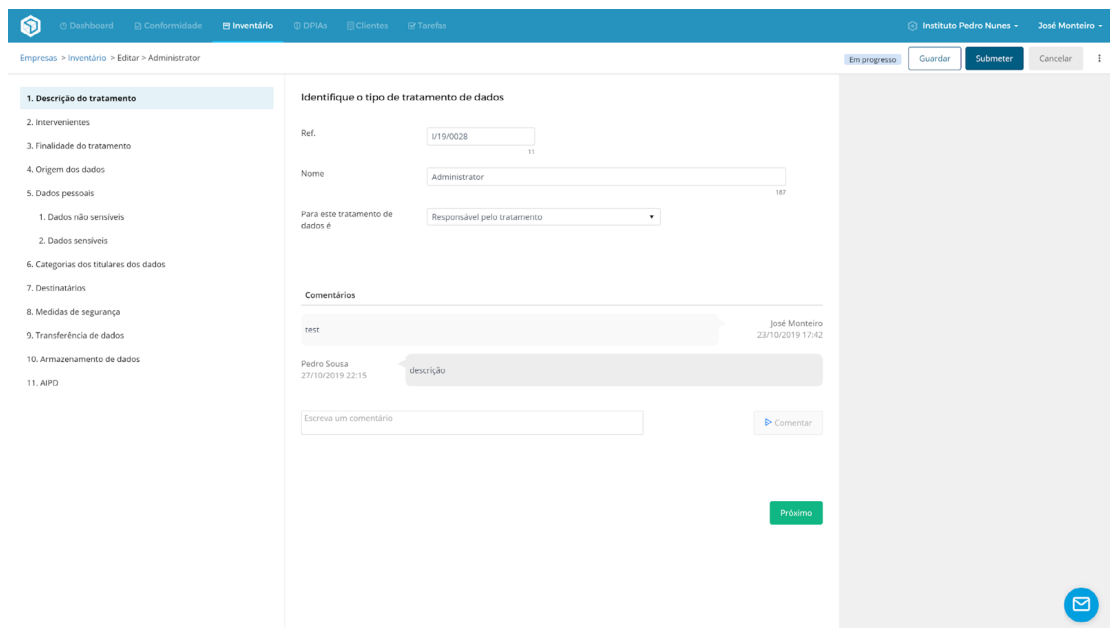 Dashboard Conformidade Inventário DPIAs Clientes Tarefas Instituto Pedro Nunes José Monteiro
Empresas > Inventário > Editar > Administrator Em progresso Guardar Submeter Cancelar
1. Descrição do tratamento
2. Intervenientes
3. Finalidade do tratamento
4. Origem dos dados
5. Dados pessoais
1. Dados não sensíveis
2. Dados sensíveis
6. Categorias dos titulares dos dados
7. Destinatários
8. Medidas de segurança
9. Transferência de dados
10. Armazenamento de dados
11. AIPD
Identifique o tipo de tratamento de dados
Ref. I/19/0028
11
Nome Administrator
187
Para este tratamento de
dados é
Responsável pelo tratamento
Comentários
test
José Monteiro
23/10/2019 17:42
Pedro Sousa
27/10/2019 22:15
descrição
Escreva um comentário Comentar
Próximo